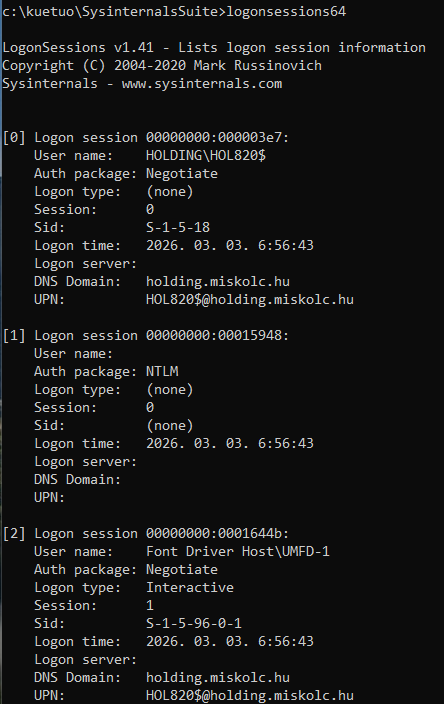 c:\kuetuo\SysinternalsSuite>logonsessions64

LogonSessions v1.41 - Lists logon session information
Copyright (C) 2004-2020 Mark Russinovich
Sysinternals - www.sysinternals.com

[0] Logon session 00000000:000003e7:
    User name:    HOLDING\HOL820$
    Auth package: Negotiate
    Logon type:   (none)
    Session:      0
    Sid:          S-1-5-18
    Logon time:   2026. 03. 03. 6:56:43
    Logon server:
    DNS Domain:   holding.miskolc.hu
    UPN:          HOL820$@holding.miskolc.hu

[1] Logon session 00000000:00015948:
    User name:
    Auth package: NTLM
    Logon type:   (none)
    Session:      0
    Sid:          (none)
    Logon time:   2026. 03. 03. 6:56:43
    Logon server:
    DNS Domain:
    UPN:

[2] Logon session 00000000:0001644b:
    User name:    Font Driver Host\UMFD-1
    Auth package: Negotiate
    Logon type:   Interactive
    Session:      1
    Sid:          S-1-5-96-0-1
    Logon time:   2026. 03. 03. 6:56:43
    Logon server:
    DNS Domain:   holding.miskolc.hu
    UPN:          HOL820$@holding.miskolc.hu